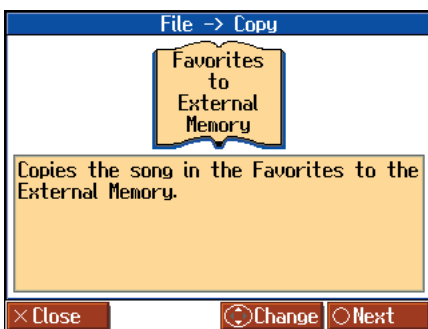 File -> Copy
Favorites
to
External
Memory
Copies the song in the Favorites to the
External Memory.
× Close
Change
○ Next